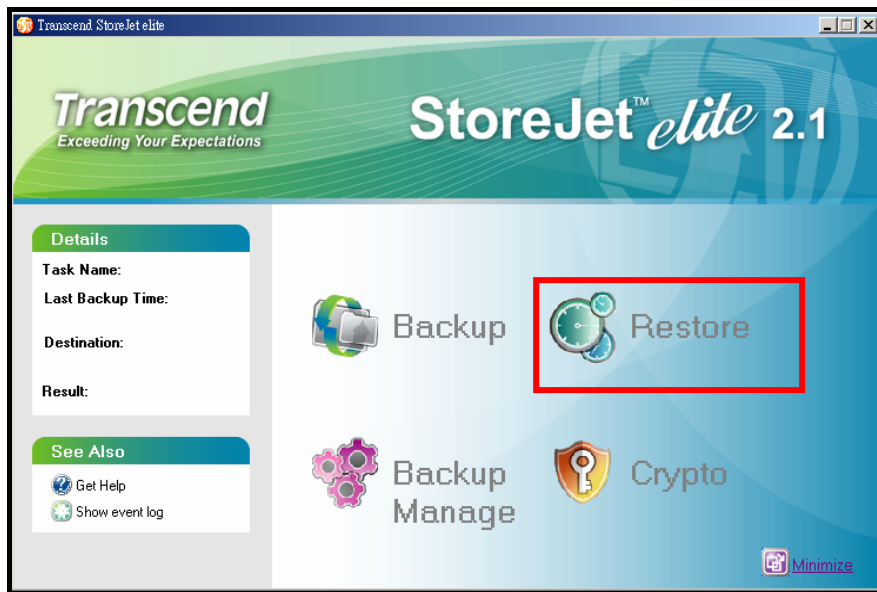 Transcend StoreJet elite
Transcend
Exceeding Your Expectations
StoreJet™ elite 2.1
Details
Task Name:
Last Backup Time:
Destination:
Result:
See Also
Get Help
Show event log
Backup
Restore
Backup
Manage
Crypto
Minimize